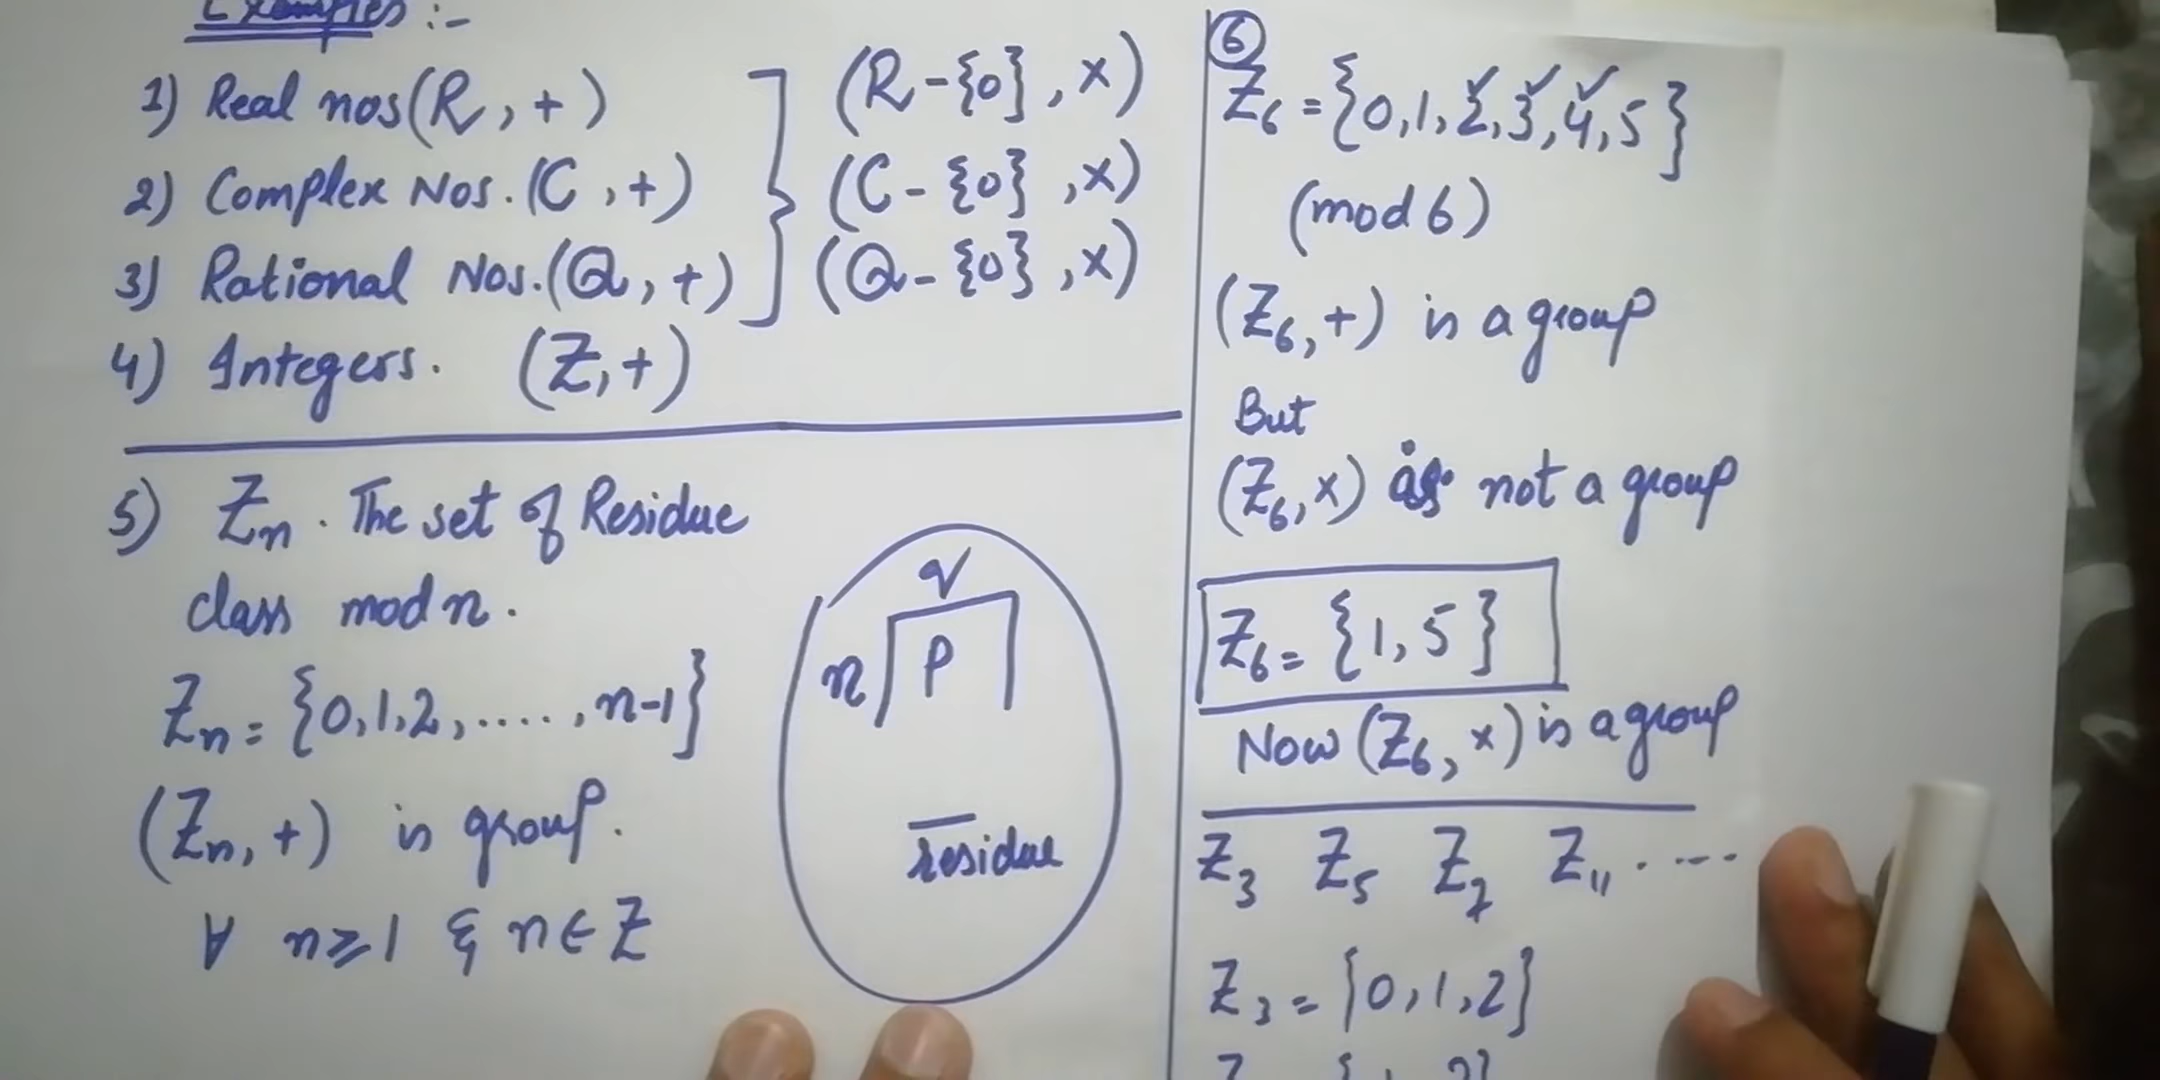 Examples :-
1) Real nos (R, +)
2) Complex Nos. (C, +)
3) Rational Nos. (Q, +)
4) Integers. (Z, +)
(R - {0}, x)
(C - {0}, x)
(Q - {0}, x)
5) Zn. The set of Residue
class mod n.
Zn = {0, 1, 2, ...., n-1}
(Zn, +) is group.
∀ n ≥ 1 & n ∈ Z
q
n P
residue
6
Z6 = {0, 1, 2, 3, 4, 5}
(mod 6)
(Z6, +) is a group
But
(Z6, x) is not a group
Z6 = {1, 5}
Now (Z6, x) is a group
Z3 Z5 Z7 Z11 . ---
Z3 = {0, 1, 2}